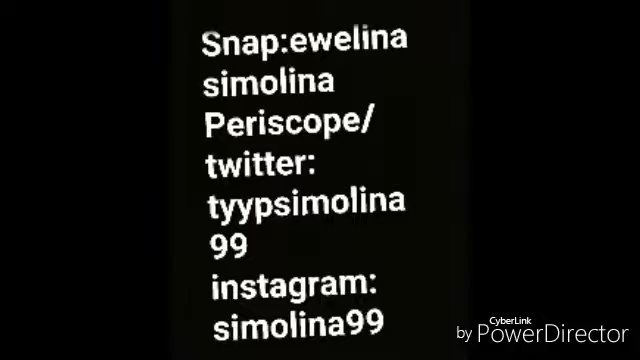 Snap:ewelina
simolina
Periscope/
twitter:
tyypsimolina
99
instagram:
simolina99
CyberLink
by PowerDirector